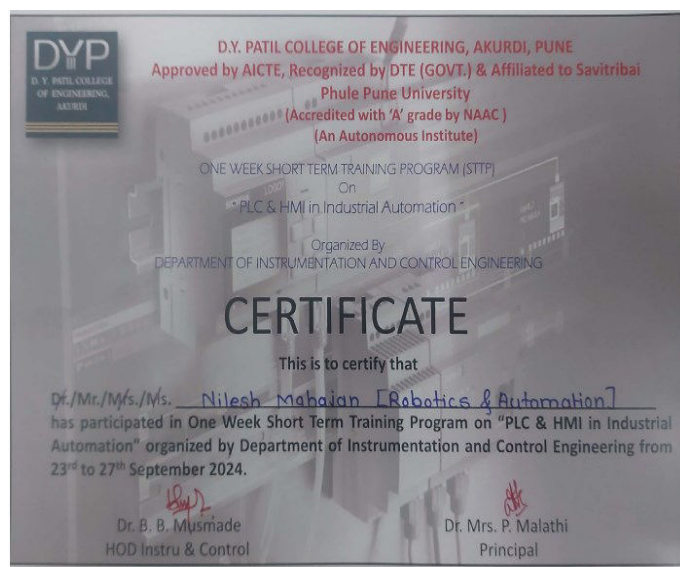 DYP
D. Y. PATIL COLLEGE
OF ENGINEERING,
AKURDI
D.Y. PATIL COLLEGE OF ENGINEERING, AKURDI, PUNE
Approved by AICTE, Recognized by DTE (GOVT.) & Affiliated to Savitribai
Phule Pune University
(Accredited with 'A' grade by NAAC )
(An Autonomous Institute)
ONE WEEK SHORT TERM TRAINING PROGRAM (STTP)
On
" PLC & HMI in Industrial Automation "
Organized By
DEPARTMENT OF INSTRUMENTATION AND CONTROL ENGINEERING
CERTIFICATE
This is to certify that
Dr./Mr./M/s./Ms. Nilesh Mahajan [Robotics & Automation]
has participated in One Week Short Term Training Program on "PLC & HMI in Industrial
Automation" organized by Department of Instrumentation and Control Engineering from
23rd to 27th September 2024.
Dr. B. B. Musmade
HOD Instru & Control
Dr. Mrs. P. Malathi
Principal